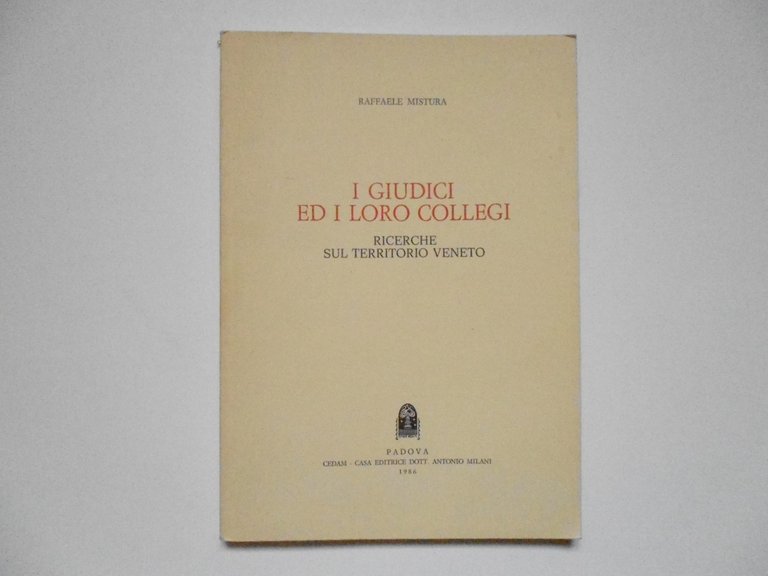 RAFFAELE MISTURA
I GIUDICI
ED I LORO COLLEGI
RICERCHE
SUL TERRITORIO VENETO
PADOVA
CEDAM - CASA EDITRICE DOTT. ANTONIO MILANI
1986